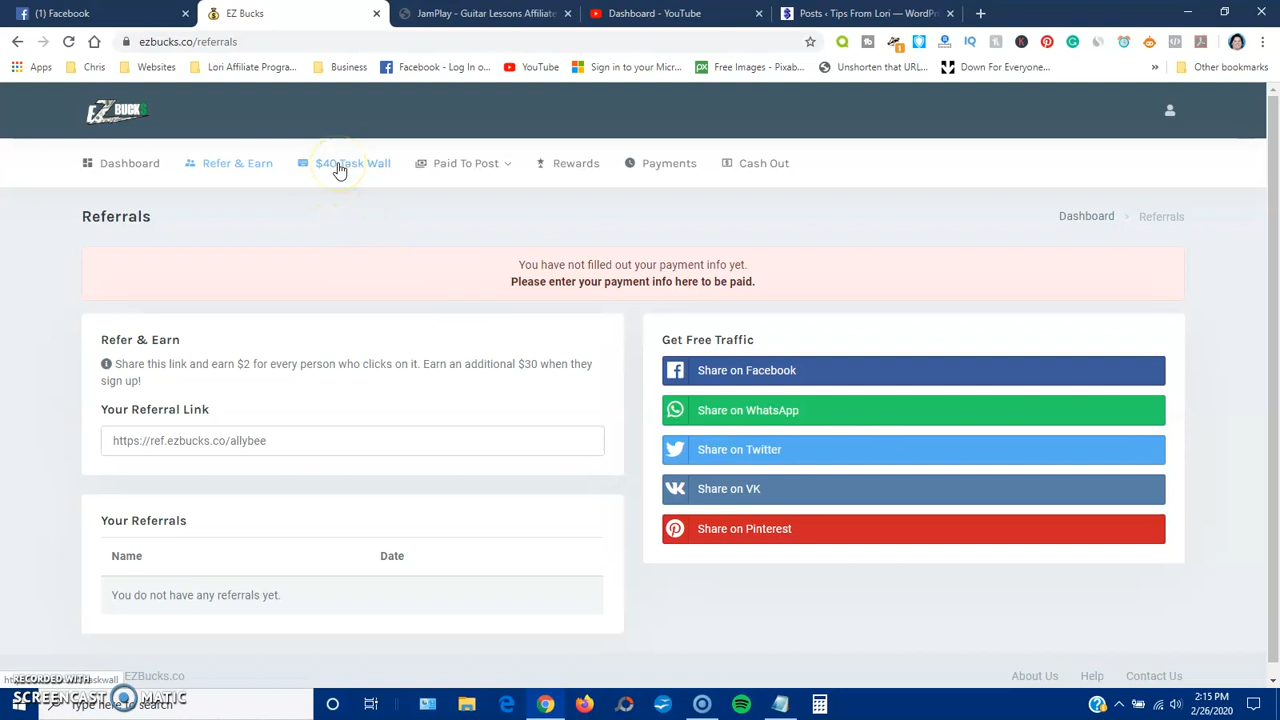 (1) Facebook
EZ Bucks
JamPlay - Guitar Lessons Affiliate
Dashboard - YouTube
Posts ‹ Tips From Lori — WordPr
ezbucks.co/referrals
Apps
Chris
Websites
Lori Affiliate Progra...
Business
Facebook - Log In o...
YouTube
Sign in to your Micr...
Free Images - Pixab...
Unshorten that URL...
Down For Everyone...
»
Other bookmarks
EZ BUCK$
Dashboard
Refer & Earn
$40 Task Wall
Paid To Post
Rewards
Payments
Cash Out
Referrals
Dashboard > Referrals
You have not filled out your payment info yet.
Please enter your payment info here to be paid.
Refer & Earn
Share this link and earn $2 for every person who clicks on it. Earn an additional $30 when they
sign up!
Your Referral Link
https://ref.ezbucks.co/allybee
Your Referrals
Name
Date
You do not have any referrals yet.
Get Free Traffic
Share on Facebook
Share on WhatsApp
Share on Twitter
Share on VK
Share on Pinterest
EZBucks.co
About Us
Help
Contact Us
RECORDED WITH
SCREENCAST MATIC
Type here to search
2:15 PM
2/26/2020